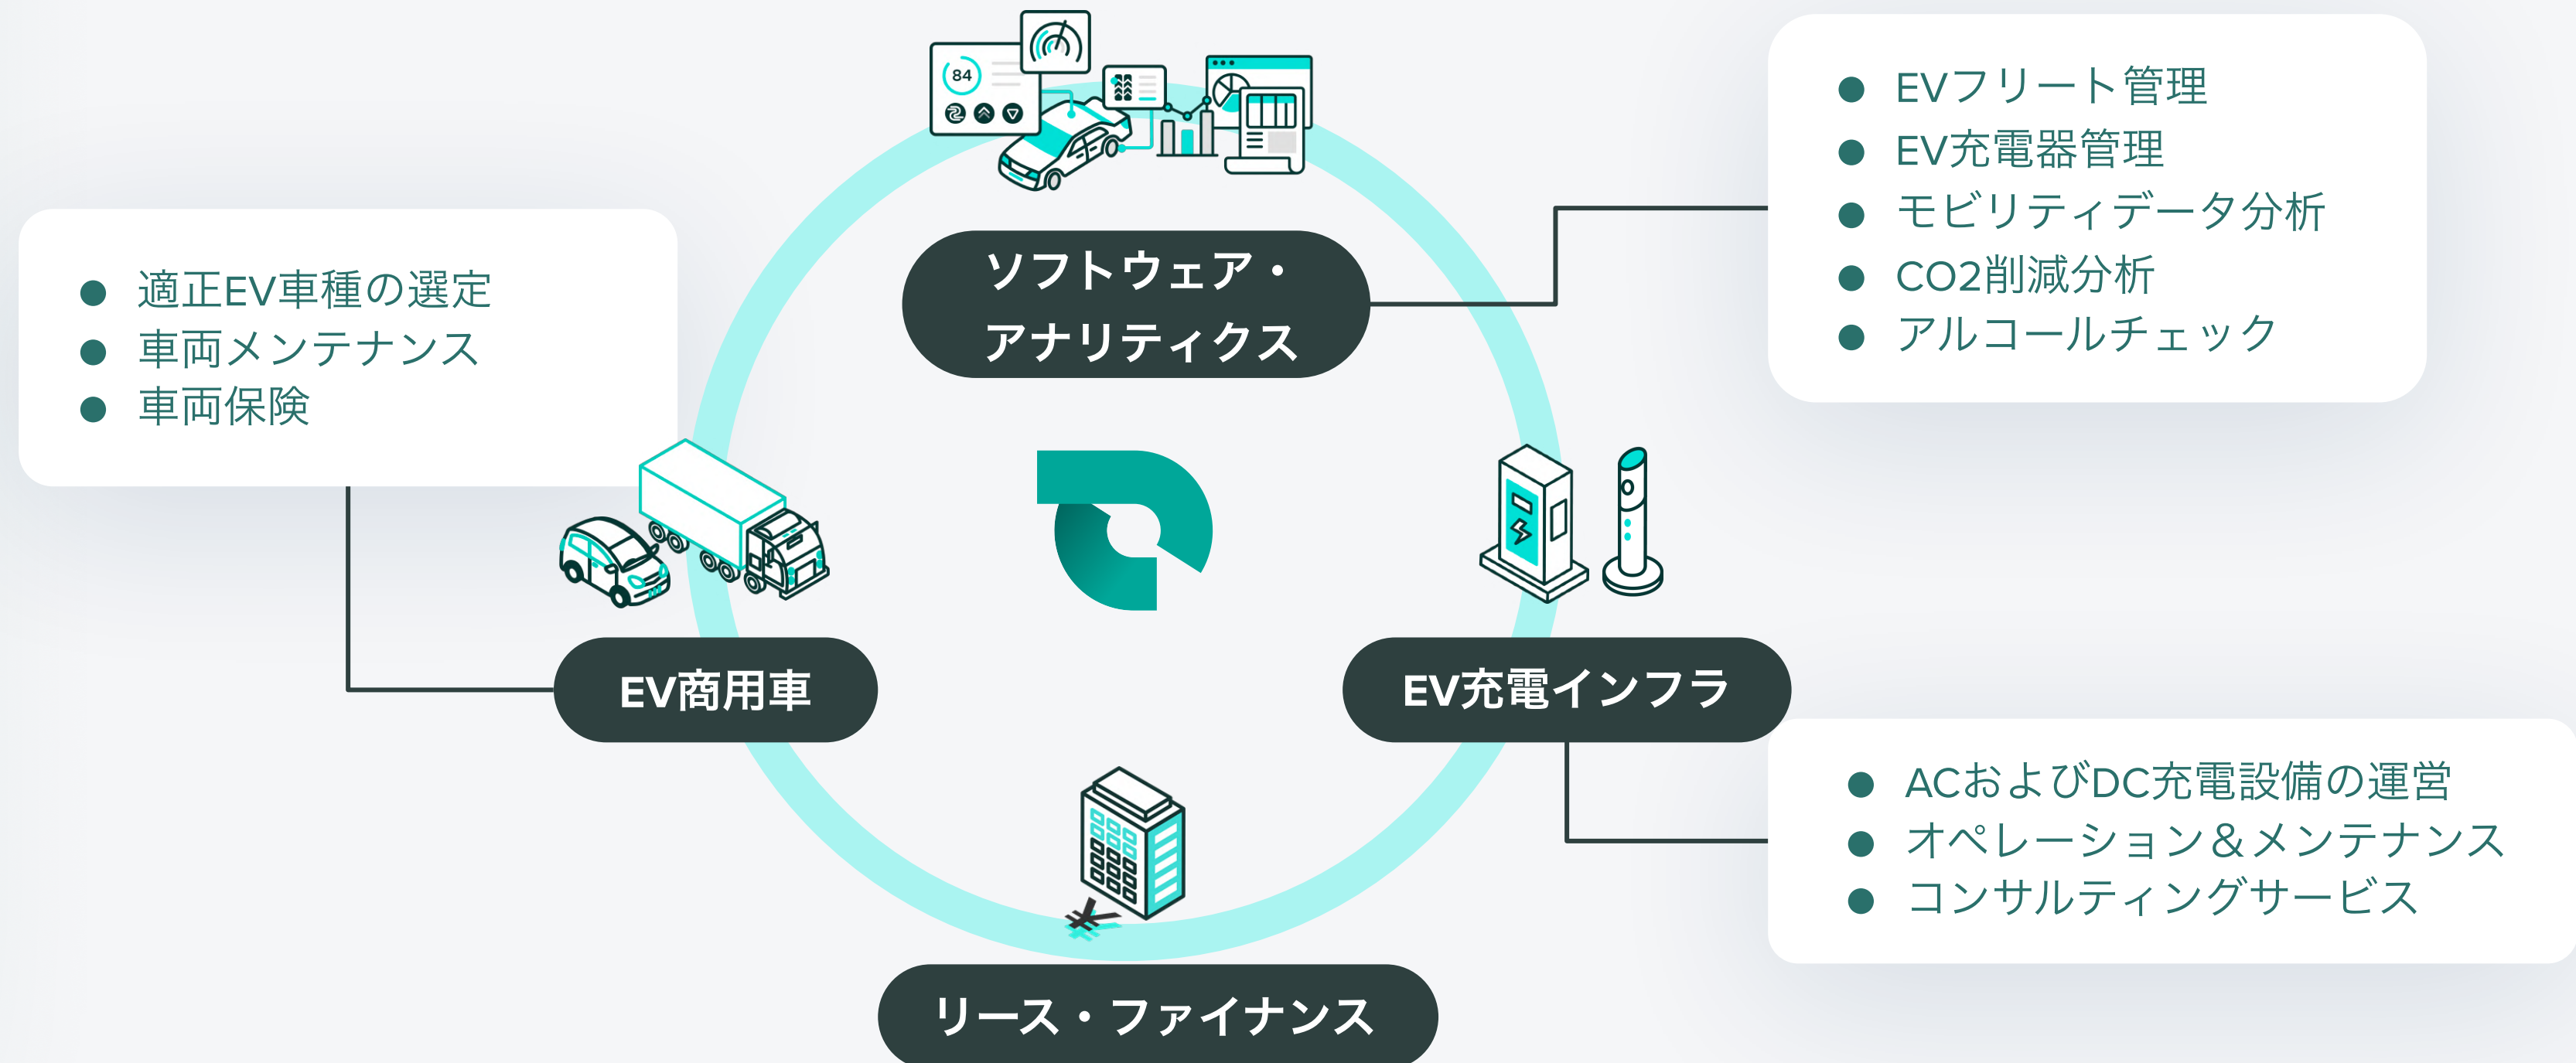 84
ソフトウェア・
アナリティクス
● EVフリート管理
● EV充電器管理
● モビリティデータ分析
● CO2削減分析
● アルコールチェック
● 適正EV車種の選定
● 車両メンテナンス
● 車両保険
EV商用車
EV充電インフラ
● ACおよびDC充電設備の運営
● オペレーション＆メンテナンス
● コンサルティングサービス
¥
リース・ファイナンス